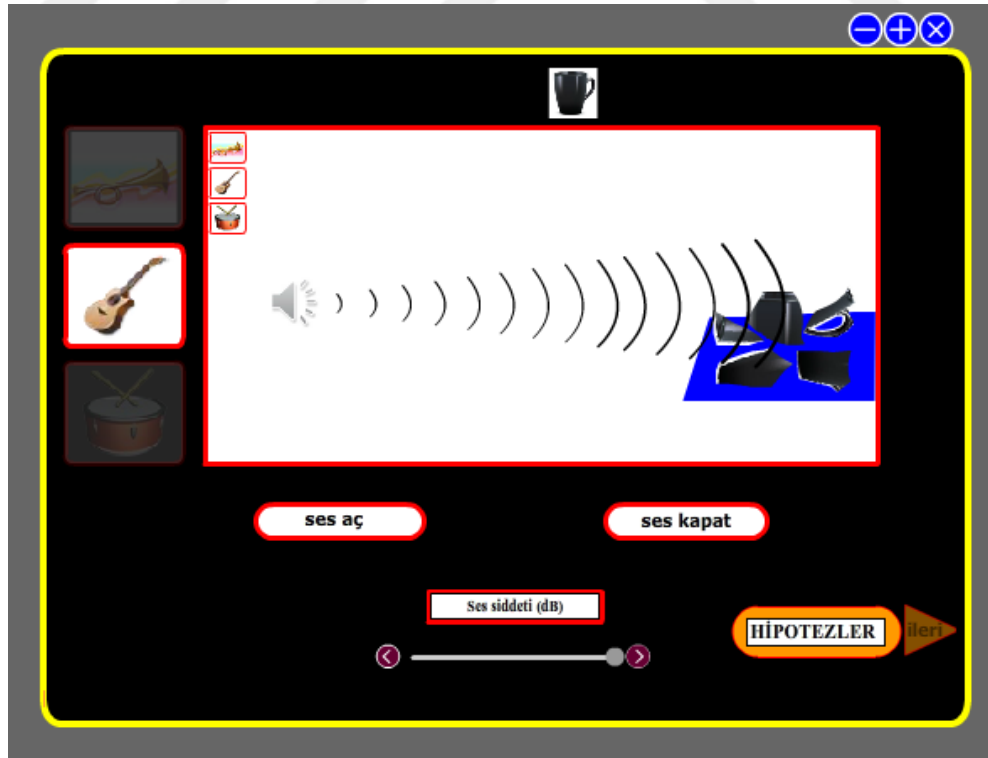 ses aç
ses kapat
Ses siddeti (dB)
HİPOTEZLER
ileri